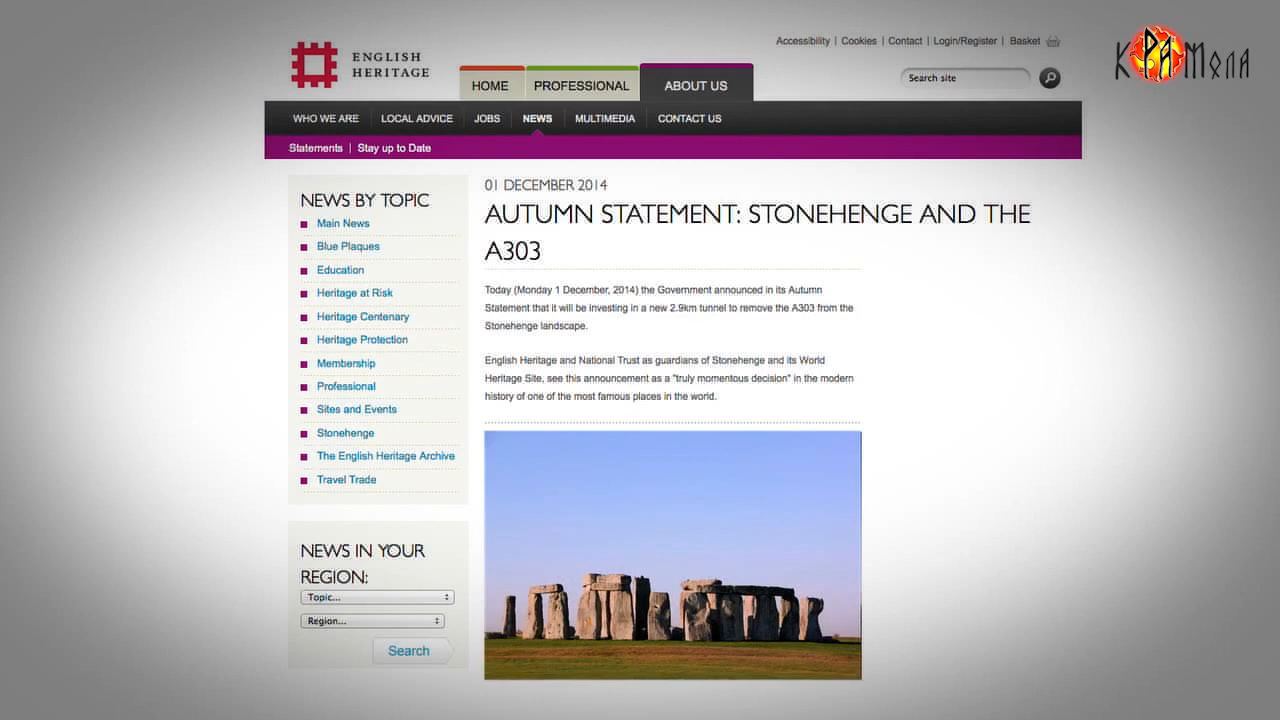 ENGLISH
HERITAGE
Accessibility | Cookies | Contact | Login/Register | Basket
КРАМОЛА
HOME PROFESSIONAL ABOUT US
Search site
WHO WE ARE LOCAL ADVICE JOBS NEWS MULTIMEDIA CONTACT US
Statements | Stay up to Date
NEWS BY TOPIC
Main News
Blue Plaques
Education
Heritage at Risk
Heritage Centenary
Heritage Protection
Membership
Professional
Sites and Events
Stonehenge
The English Heritage Archive
Travel Trade
NEWS IN YOUR
REGION:
Topic...
Region...
Search
01 DECEMBER 2014
AUTUMN STATEMENT: STONEHENGE AND THE
A303
Today (Monday 1 December, 2014) the Government announced in its Autumn
Statement that it will be investing in a new 2.9km tunnel to remove the A303 from the
Stonehenge landscape.
English Heritage and National Trust as guardians of Stonehenge and its World
Heritage Site, see this announcement as a "truly momentous decision" in the modern
history of one of the most famous places in the world.